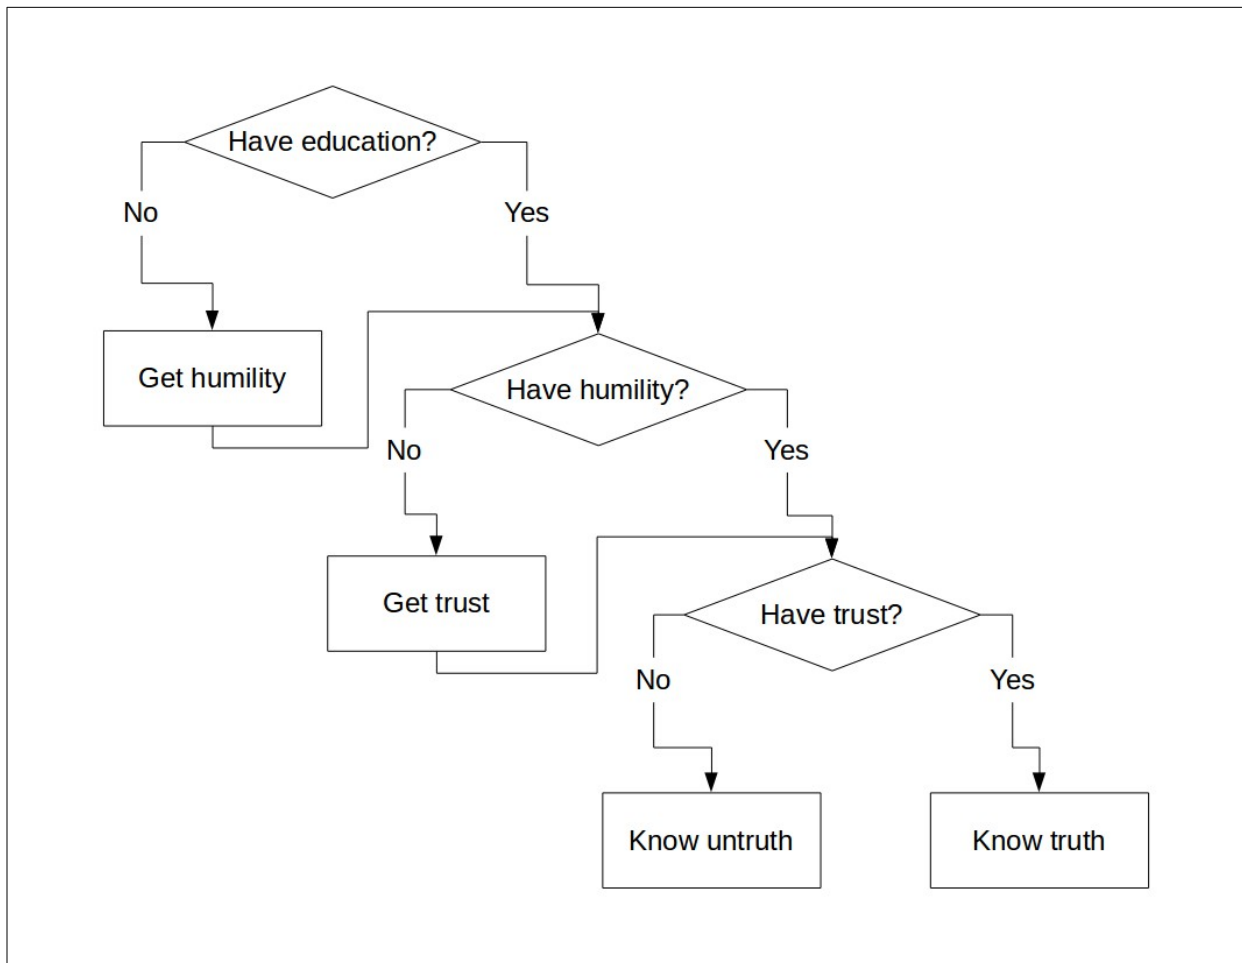 Have education?
No
Yes
Get humility
Have humility?
No
Yes
Get trust
Have trust?
No
Yes
Know untruth
Know truth